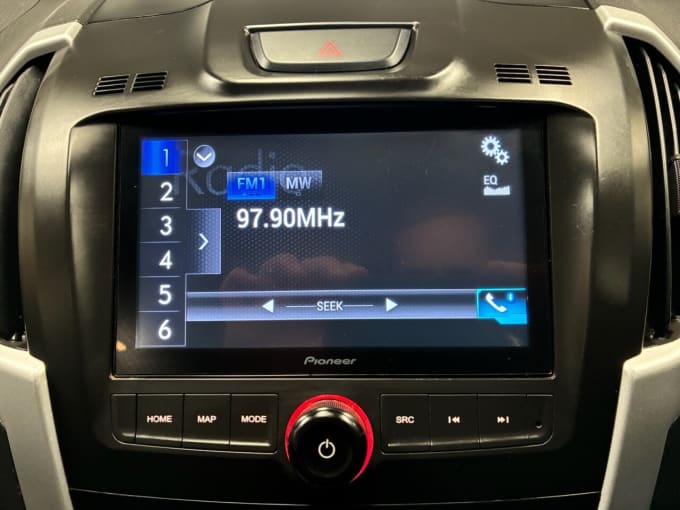 Radio
1
2
3
4
5
6
FM1 MW
EQ
97.90MHz
SEEK
Pioneer
HOME MAP MODE SRC